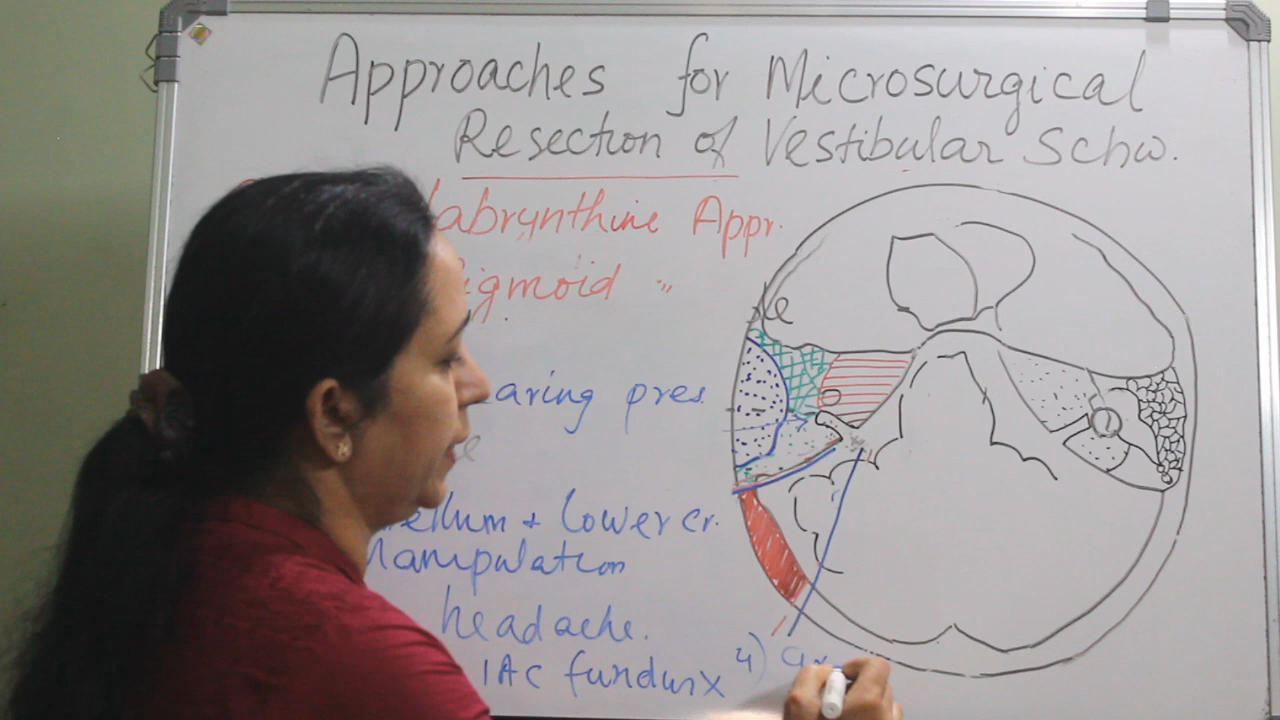 Approaches for Microsurgical
Resection of Vestibular Schw.
labrynthine Appr.
igmoid "
aring pres.
ellum + Lower cr.
Manipulation
headache.
IAC fundus x
4)